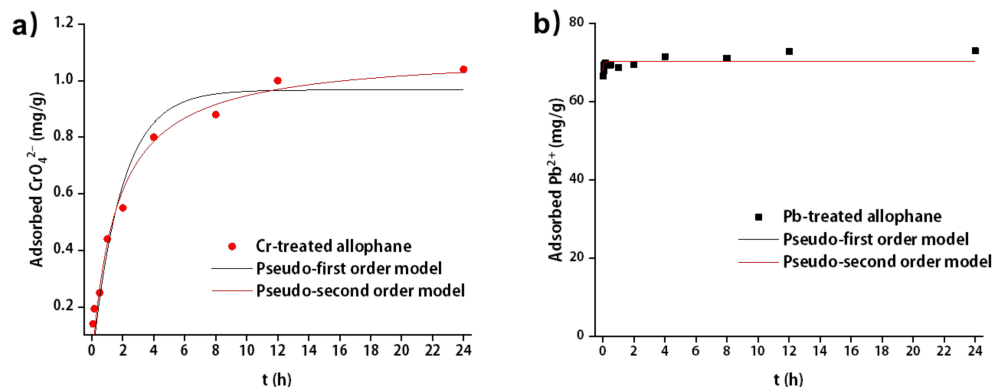 a)
Adsorbed CrO₄²⁻ (mg/g)
1.2
1.0
0.8
0.6
0.4
0.2
Cr-treated allophane
Pseudo-first order model
Pseudo-second order model
0 2 4 6 8 10 12 14 16 18 20 22 24
t (h)
b)
Adsorbed Pb²⁺ (mg/g)
80
60
40
20
0
Pb-treated allophane
Pseudo-first order model
Pseudo-second order model
0 2 4 6 8 10 12 14 16 18 20 22 24
t (h)